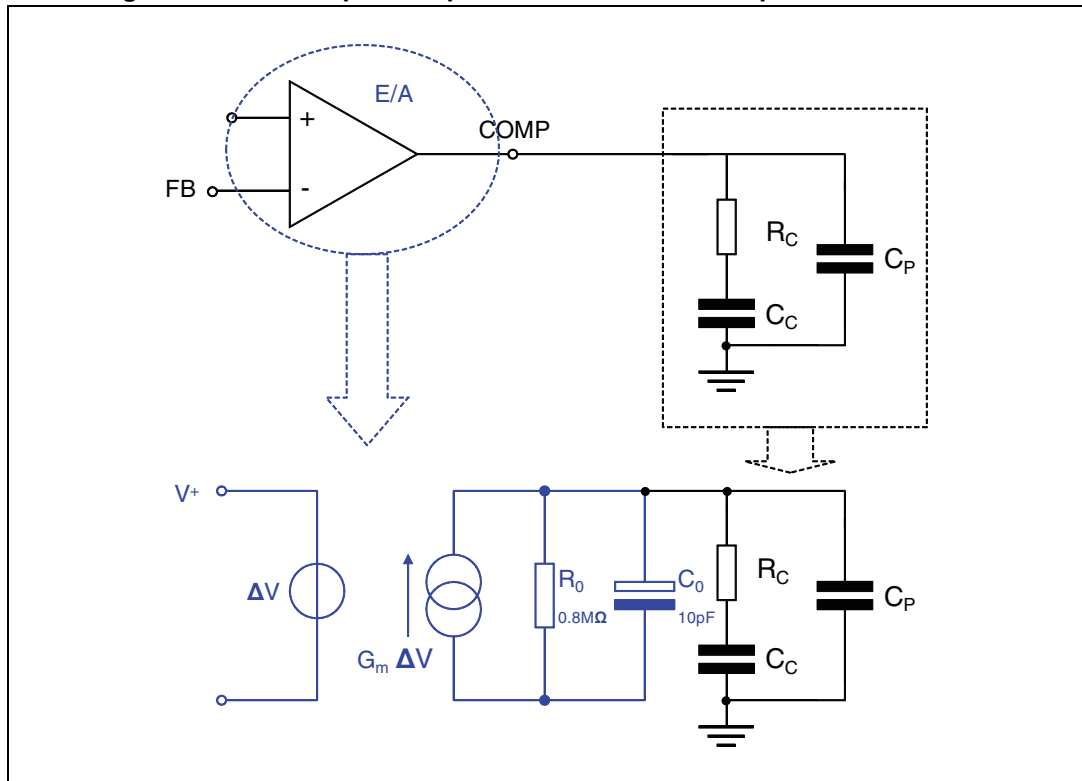 E/A
+
COMP
FB
-
R_C
C_P
C_C
V+
ΔV
R_0
C_0
R_C
0.8MΩ
10pF
C_P
G_m ΔV
C_C